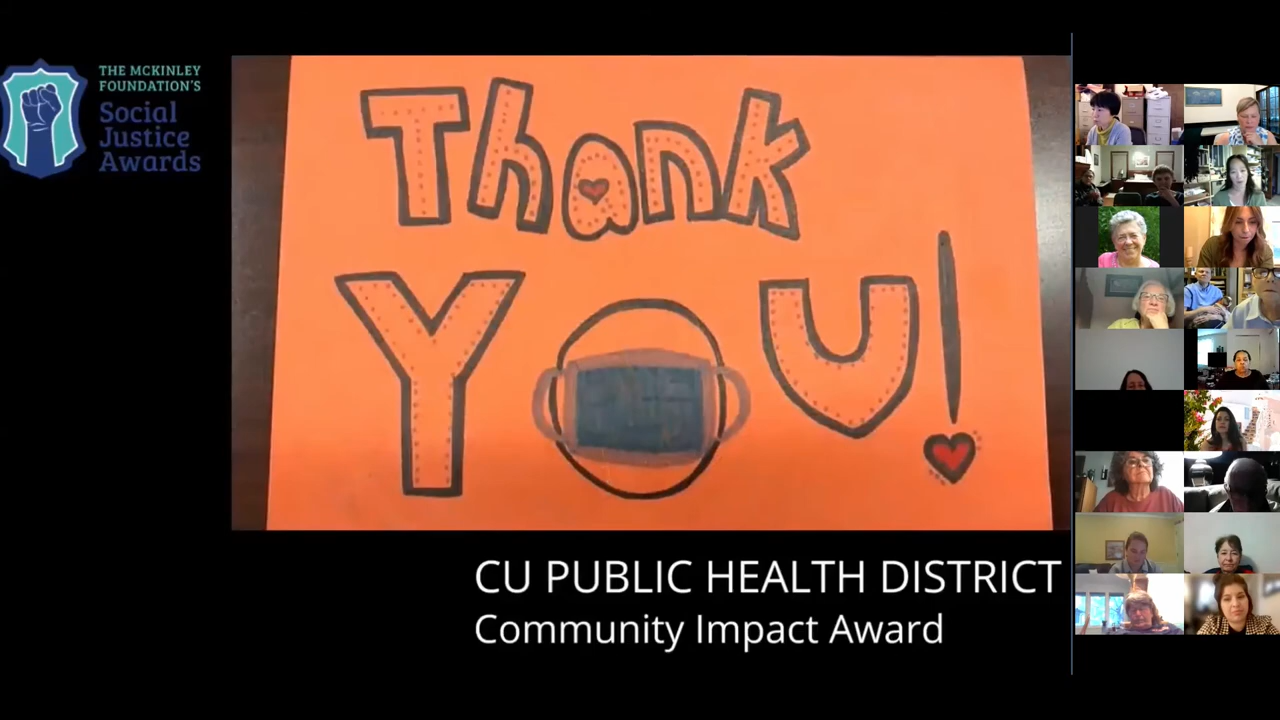 THE MCKINLEY
FOUNDATION'S
Social
Justice
Awards
Thank
YOU!
CU PUBLIC HEALTH DISTRICT
Community Impact Award